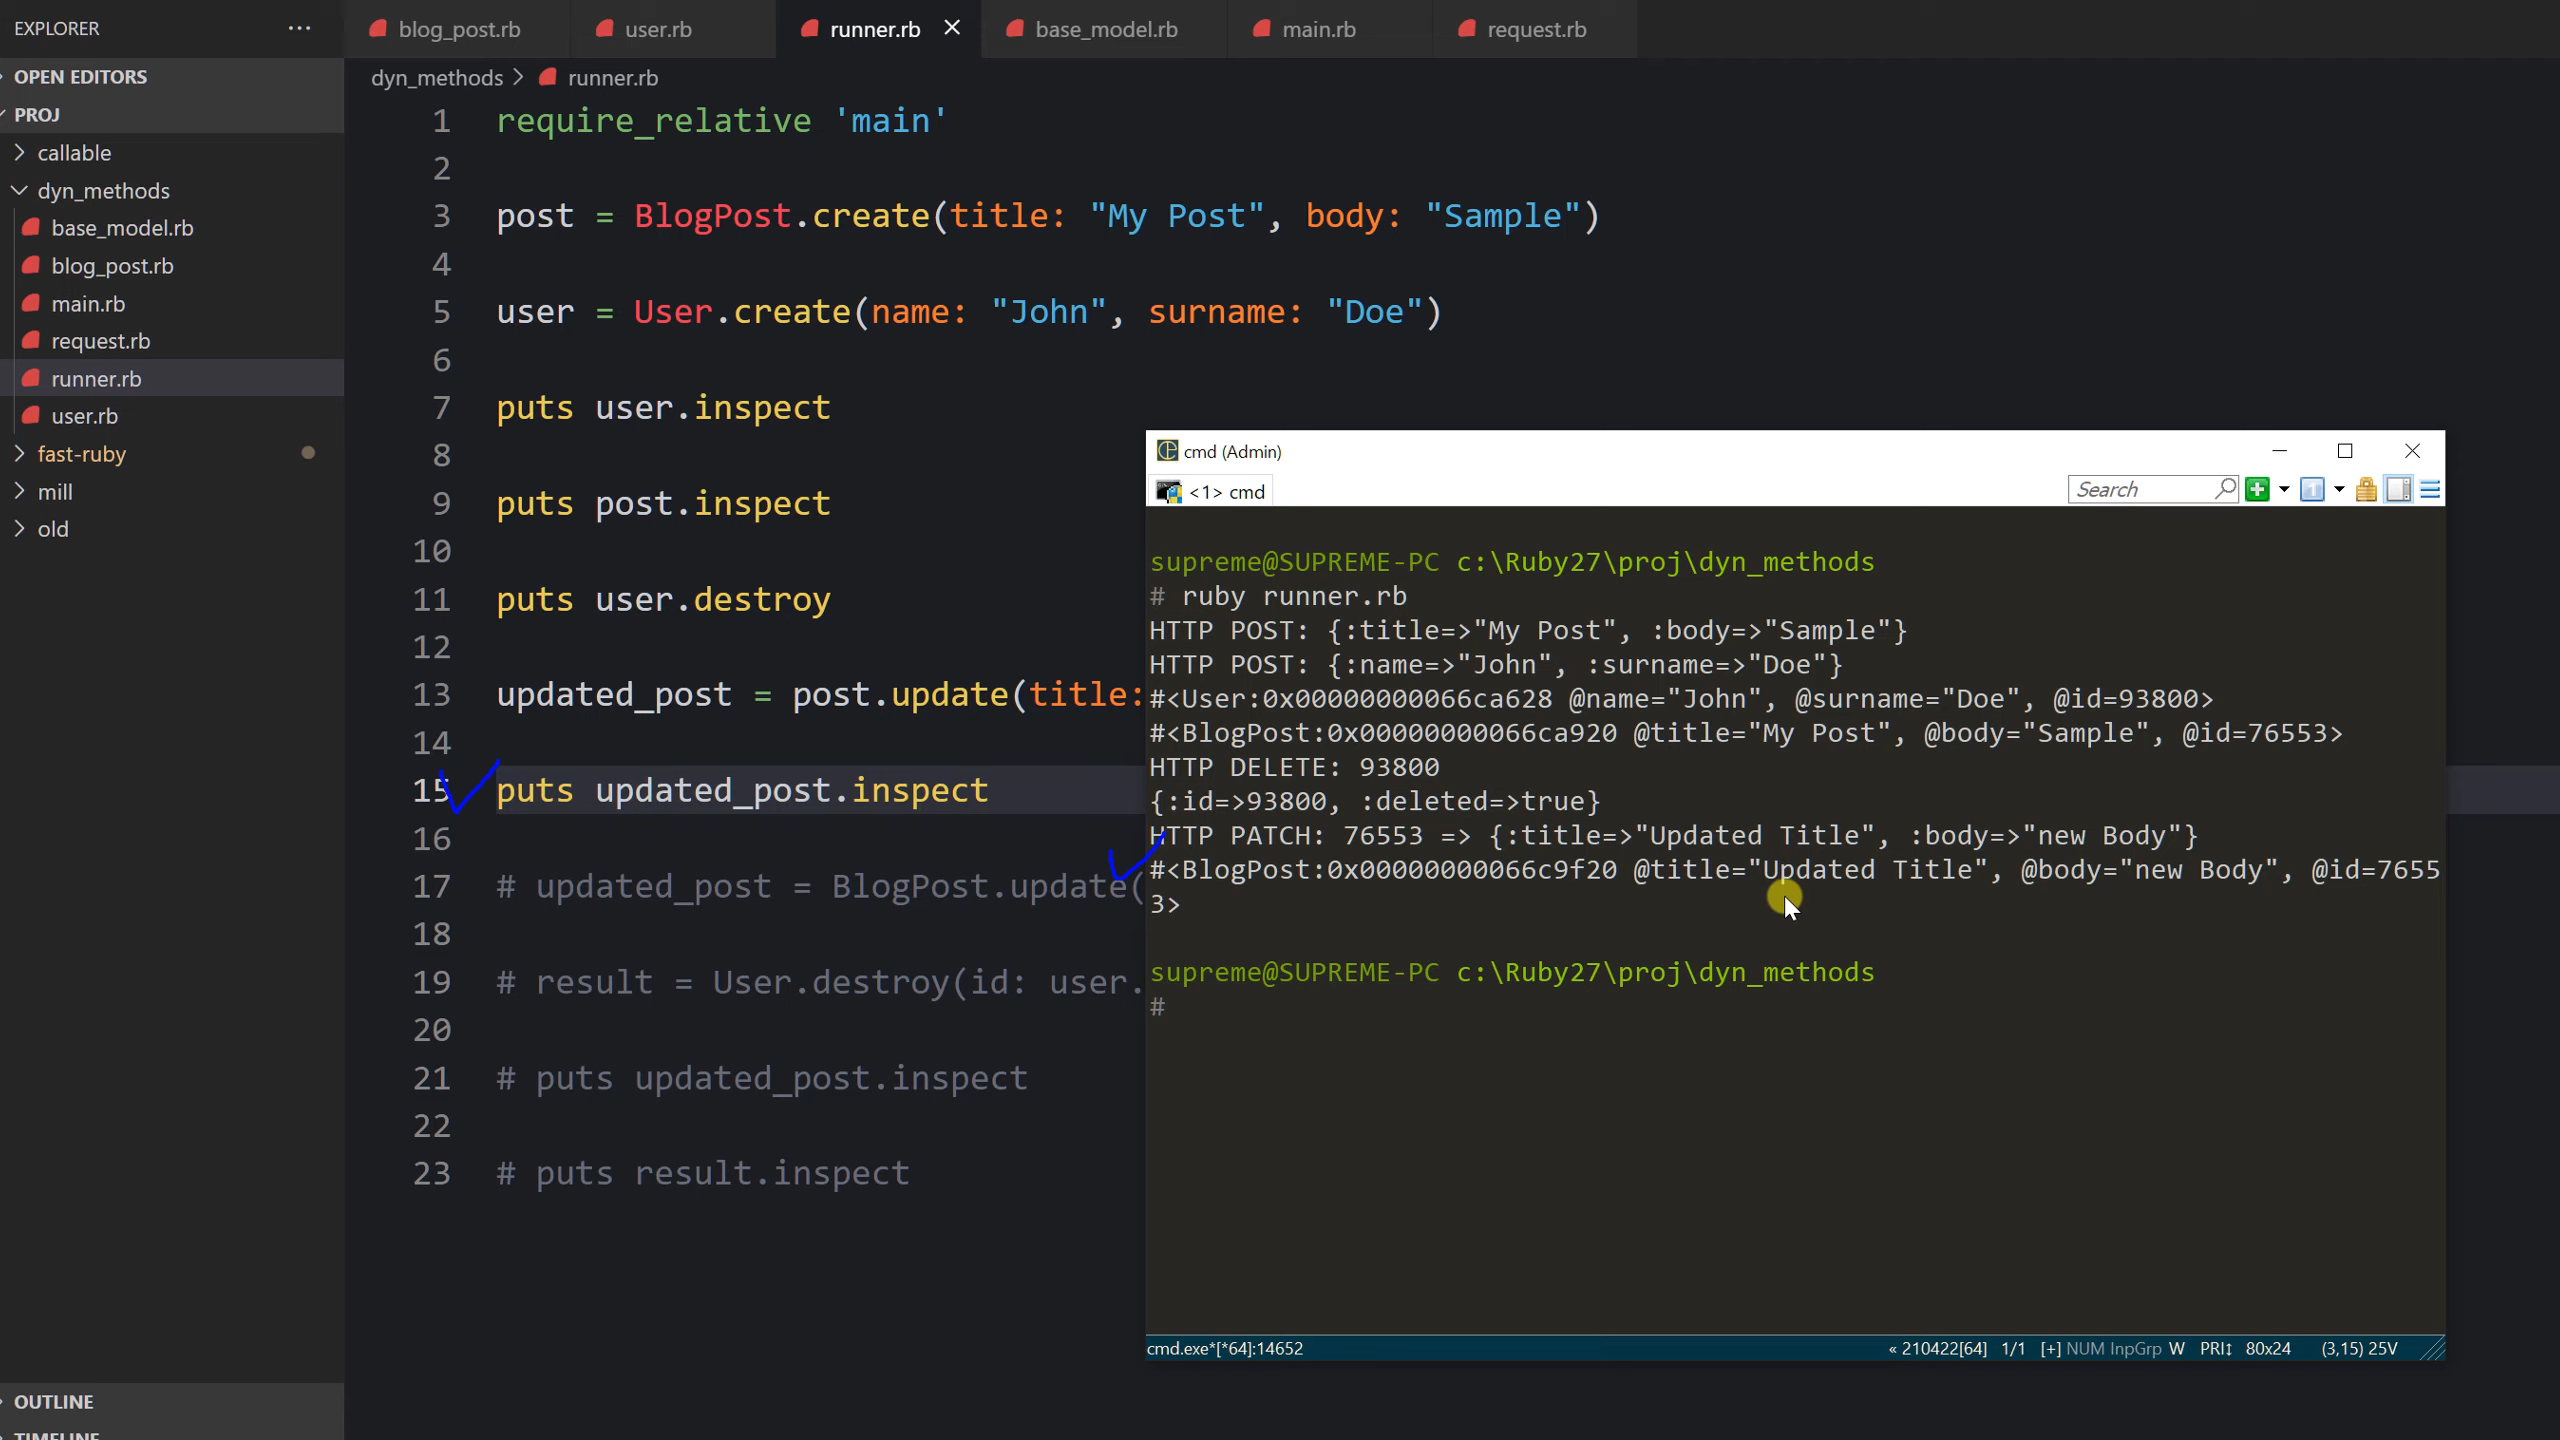 EXPLORER ···
blog_post.rb user.rb runner.rb base_model.rb main.rb request.rb
OPEN EDITORS
PROJ
callable
dyn_methods
base_model.rb
blog_post.rb
main.rb
request.rb
runner.rb
user.rb
fast-ruby
mill
old
OUTLINE
TIMELINE
dyn_methods > runner.rb
1 require_relative 'main'
2
3 post = BlogPost.create(title: "My Post", body: "Sample")
4
5 user = User.create(name: "John", surname: "Doe")
6
7 puts user.inspect
8
9 puts post.inspect
10
11 puts user.destroy
12
13 updated_post = post.update(title:
14
15 puts updated_post.inspect
16
17 # updated_post = BlogPost.update(
18
19 # result = User.destroy(id: user.
20
21 # puts updated_post.inspect
22
23 # puts result.inspect
cmd (Admin)
<1> cmd Search
supreme@SUPREME-PC c:\Ruby27\proj\dyn_methods
# ruby runner.rb
HTTP POST: {:title=>"My Post", :body=>"Sample"}
HTTP POST: {:name=>"John", :surname=>"Doe"}
#<User:0x00000000066ca628 @name="John", @surname="Doe", @id=93800>
#<BlogPost:0x00000000066ca920 @title="My Post", @body="Sample", @id=76553>
HTTP DELETE: 93800
{:id=>93800, :deleted=>true}
HTTP PATCH: 76553 => {:title=>"Updated Title", :body=>"new Body"}
#<BlogPost:0x00000000066c9f20 @title="Updated Title", @body="new Body", @id=7655
3>
supreme@SUPREME-PC c:\Ruby27\proj\dyn_methods
#
cmd.exe*[*64]:14652 « 210422[64] 1/1 [+] NUM InpGrp W PRI↕ 80x24 (3,15) 25V